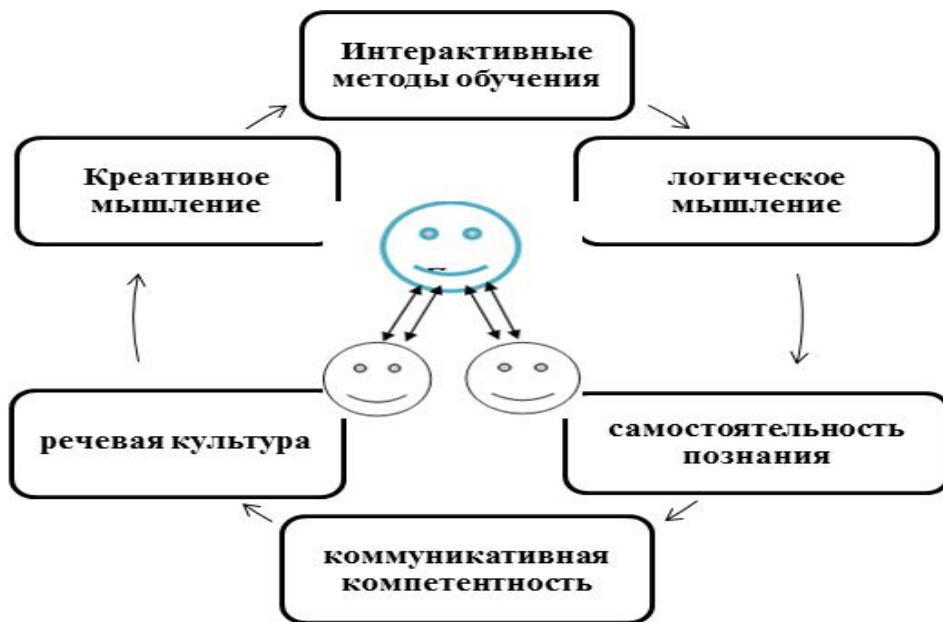 Интерактивные
методы обучения
логическое
мышление
самостоятельность
познания
коммуникативная
компетентность
речевая культура
Креативное
мышление